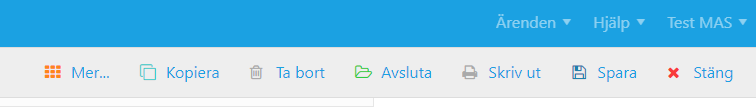 Ärenden Hjälp Test MAS
Mer... Kopiera Ta bort Avsluta Skriv ut Spara Stäng